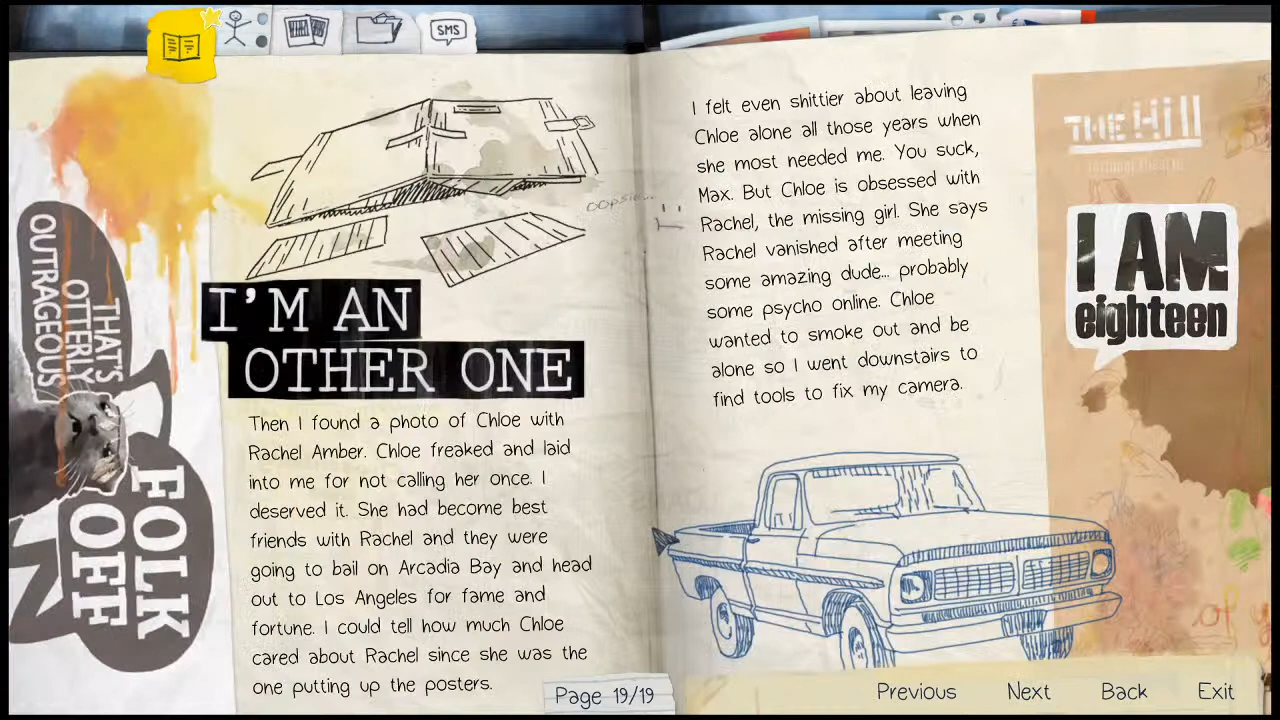 SMS
THAT'S
OTTERLY
OUTRAGEOUS
FOLK
OFF
oopsie...
I'M AN
OTHER ONE
Then I found a photo of Chloe with
Rachel Amber. Chloe freaked and laid
into me for not calling her once. I
deserved it. She had become best
friends with Rachel and they were
going to bail on Arcadia Bay and head
out to Los Angeles for fame and
fortune. I could tell how much Chloe
cared about Rachel since she was the
one putting up the posters.
Page 19/19
I felt even shittier about leaving
Chloe alone all those years when
she most needed me. You suck,
Max. But Chloe is obsessed with
Rachel, the missing girl. She says
Rachel vanished after meeting
some amazing dude... probably
some psycho online. Chloe
wanted to smoke out and be
alone so I went downstairs to
find tools to fix my camera.
THE HILL
I AM
eighteen
Previous Next Back Exit